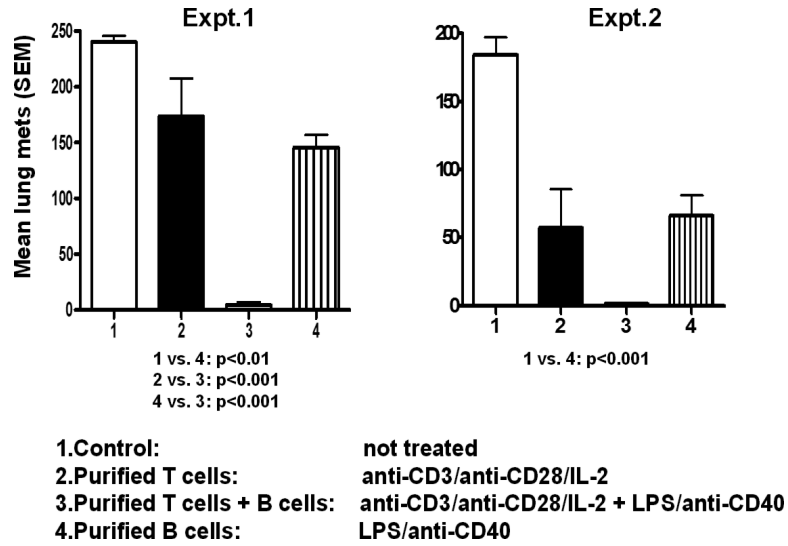 Expt.1
Expt.2
Mean lung mets (SEM)
250
200
150
100
50
0
1
2
3
4
200
150
100
50
0
1
2
3
4
1 vs. 4: p<0.01
2 vs. 3: p<0.001
4 vs. 3: p<0.001
1 vs. 4: p<0.001
1.Control: not treated
2.Purified T cells: anti-CD3/anti-CD28/IL-2
3.Purified T cells + B cells: anti-CD3/anti-CD28/IL-2 + LPS/anti-CD40
4.Purified B cells: LPS/anti-CD40